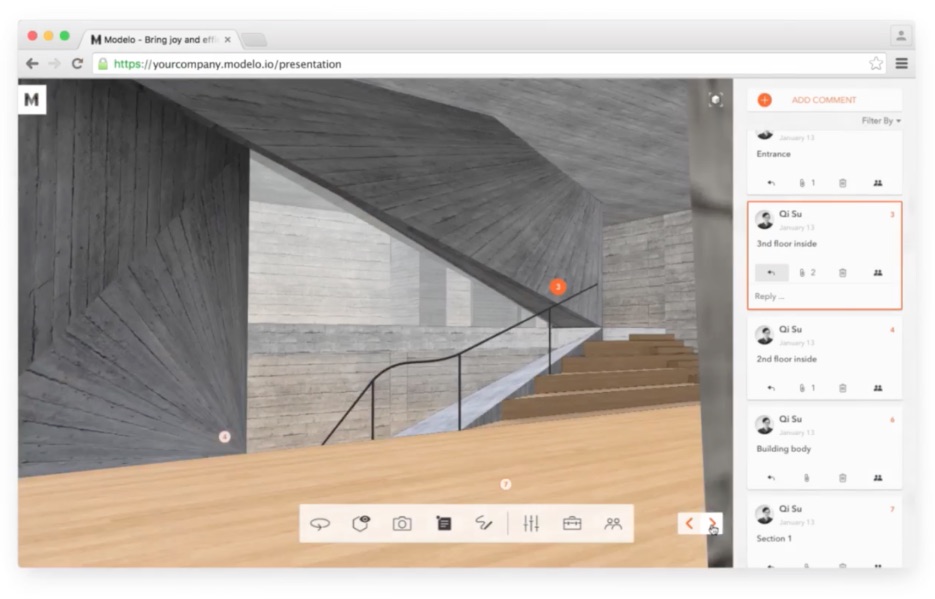 M Modelo - Bring joy and effi
https://yourcompany.modelo.io/presentation
M
ADD COMMENT
Filter By
January 13
Entrance
1
Qi Su
3
January 13
3nd floor inside
2
Reply ...
Qi Su
4
January 13
2nd floor inside
1
Qi Su
6
January 13
Building body
Qi Su
7
January 13
Section 1
3
4
7